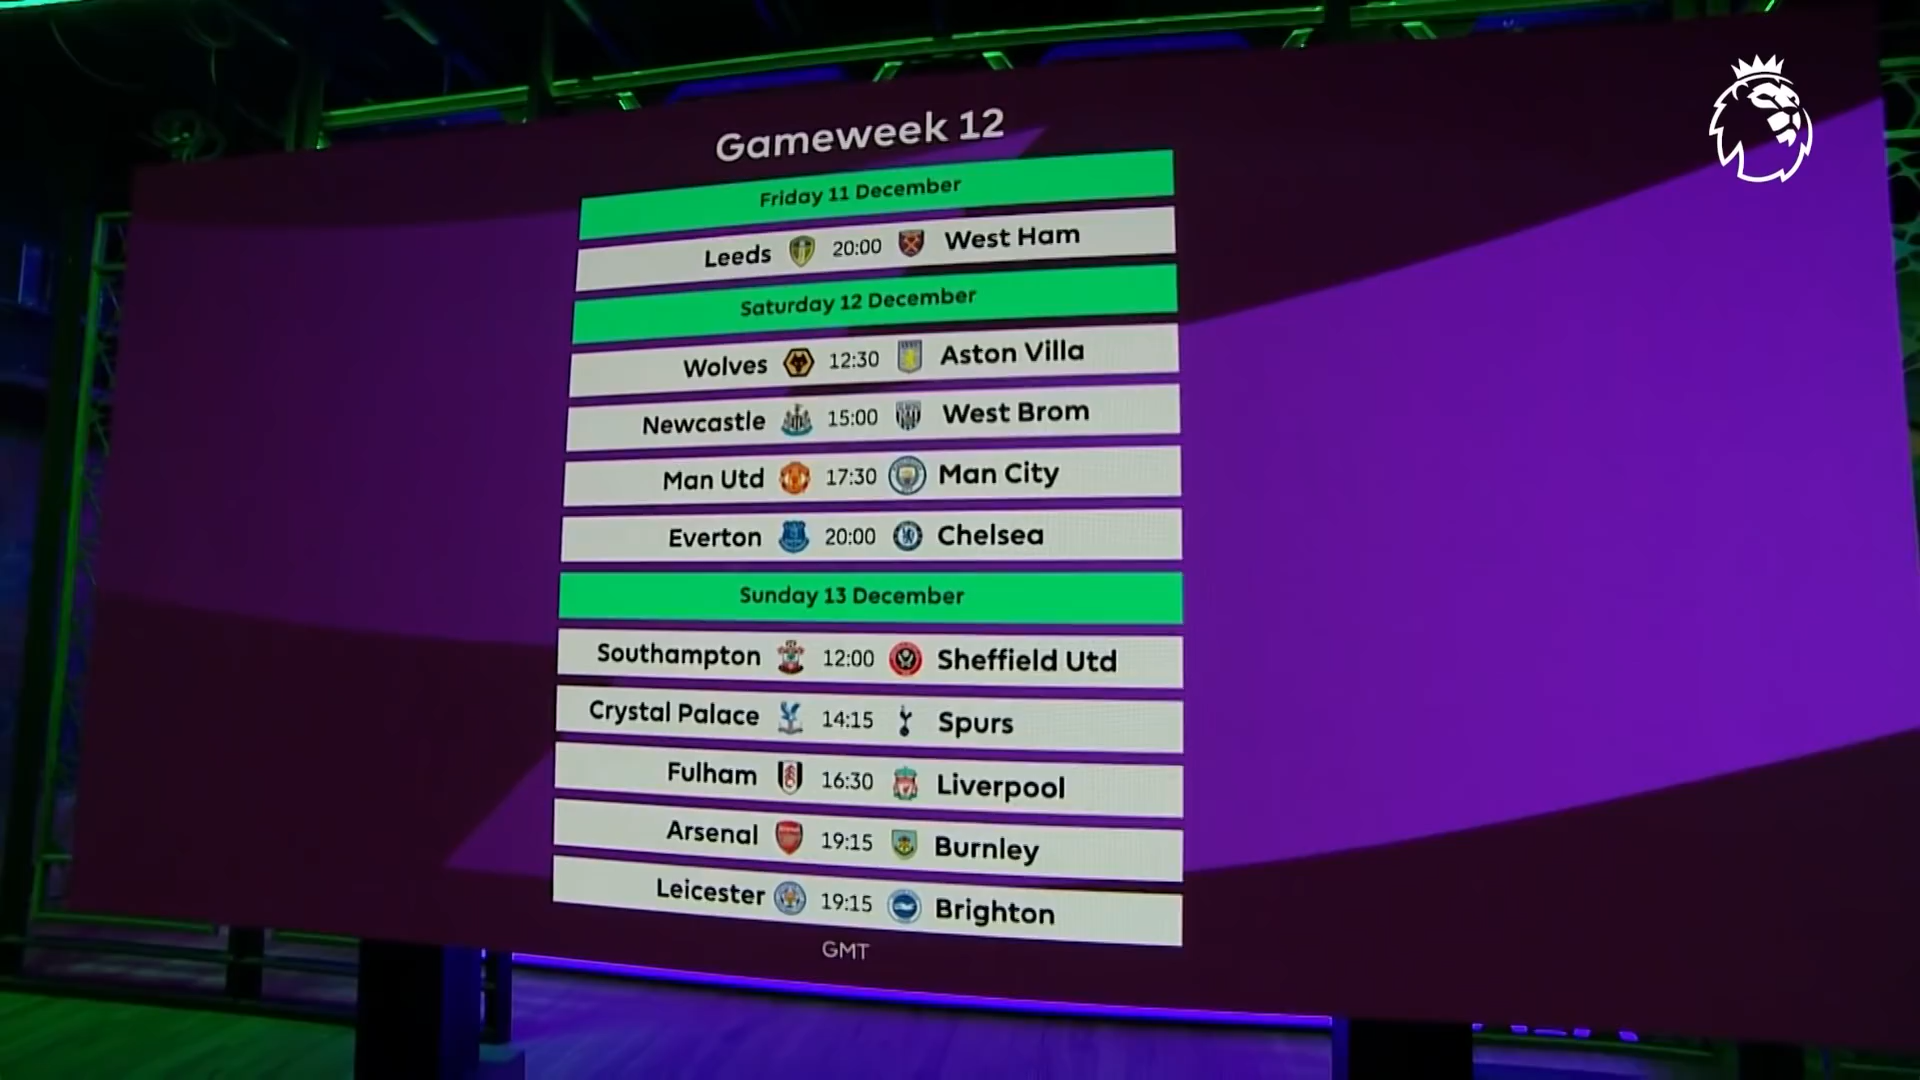 Gameweek 12
Friday 11 December
Leeds 20:00 West Ham
Saturday 12 December
Wolves 12:30 Aston Villa
Newcastle 15:00 West Brom
Man Utd 17:30 Man City
Everton 20:00 Chelsea
Sunday 13 December
Southampton 12:00 Sheffield Utd
Crystal Palace 14:15 Spurs
Fulham 16:30 Liverpool
Arsenal 19:15 Burnley
Leicester 19:15 Brighton
GMT